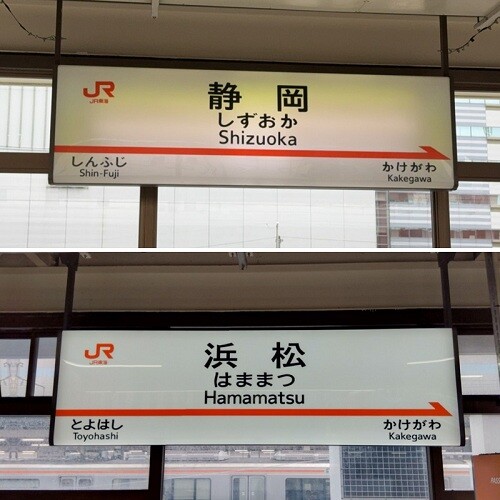 JR
JR東海
静岡
しずおか
Shizuoka
しんふじ
Shin-Fuji
かけがわ
Kakegawa
JR
JR東海
浜松
はままつ
Hamamatsu
とよはし
Toyohashi
かけがわ
Kakegawa